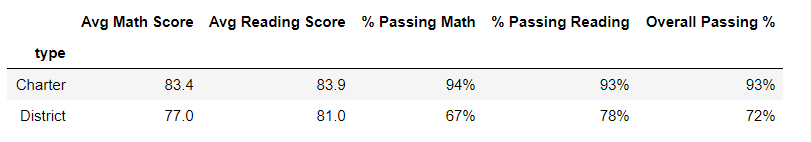 Avg Math Score Avg Reading Score % Passing Math % Passing Reading Overall Passing %
type
Charter 83.4 83.9 94% 93% 93%
District 77.0 81.0 67% 78% 72%